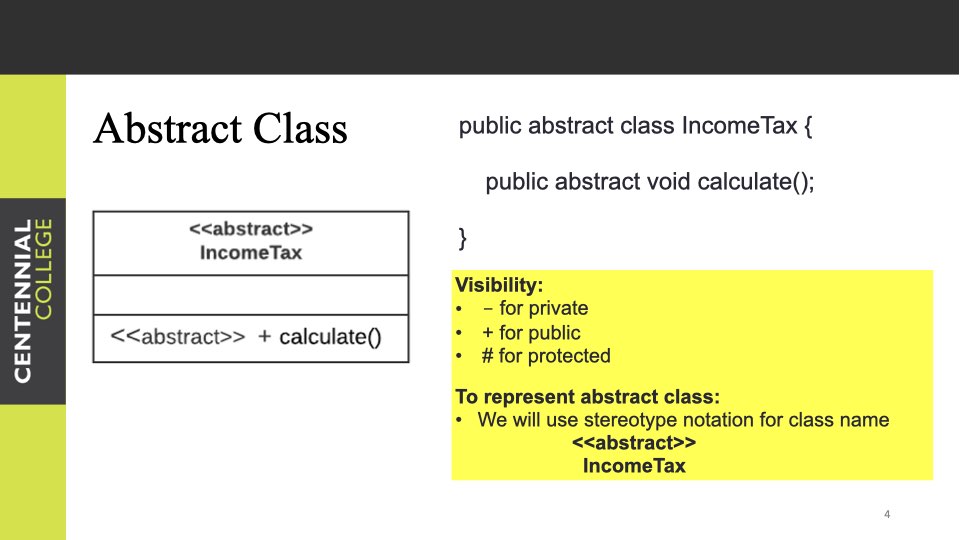 CENTENNIAL
COLLEGE
Abstract Class
<<abstract>>
IncomeTax
<<abstract>> + calculate()
public abstract class IncomeTax {
public abstract void calculate();
}
Visibility:
• – for private
• + for public
• # for protected
To represent abstract class:
• We will use stereotype notation for class name
<<abstract>>
IncomeTax
4